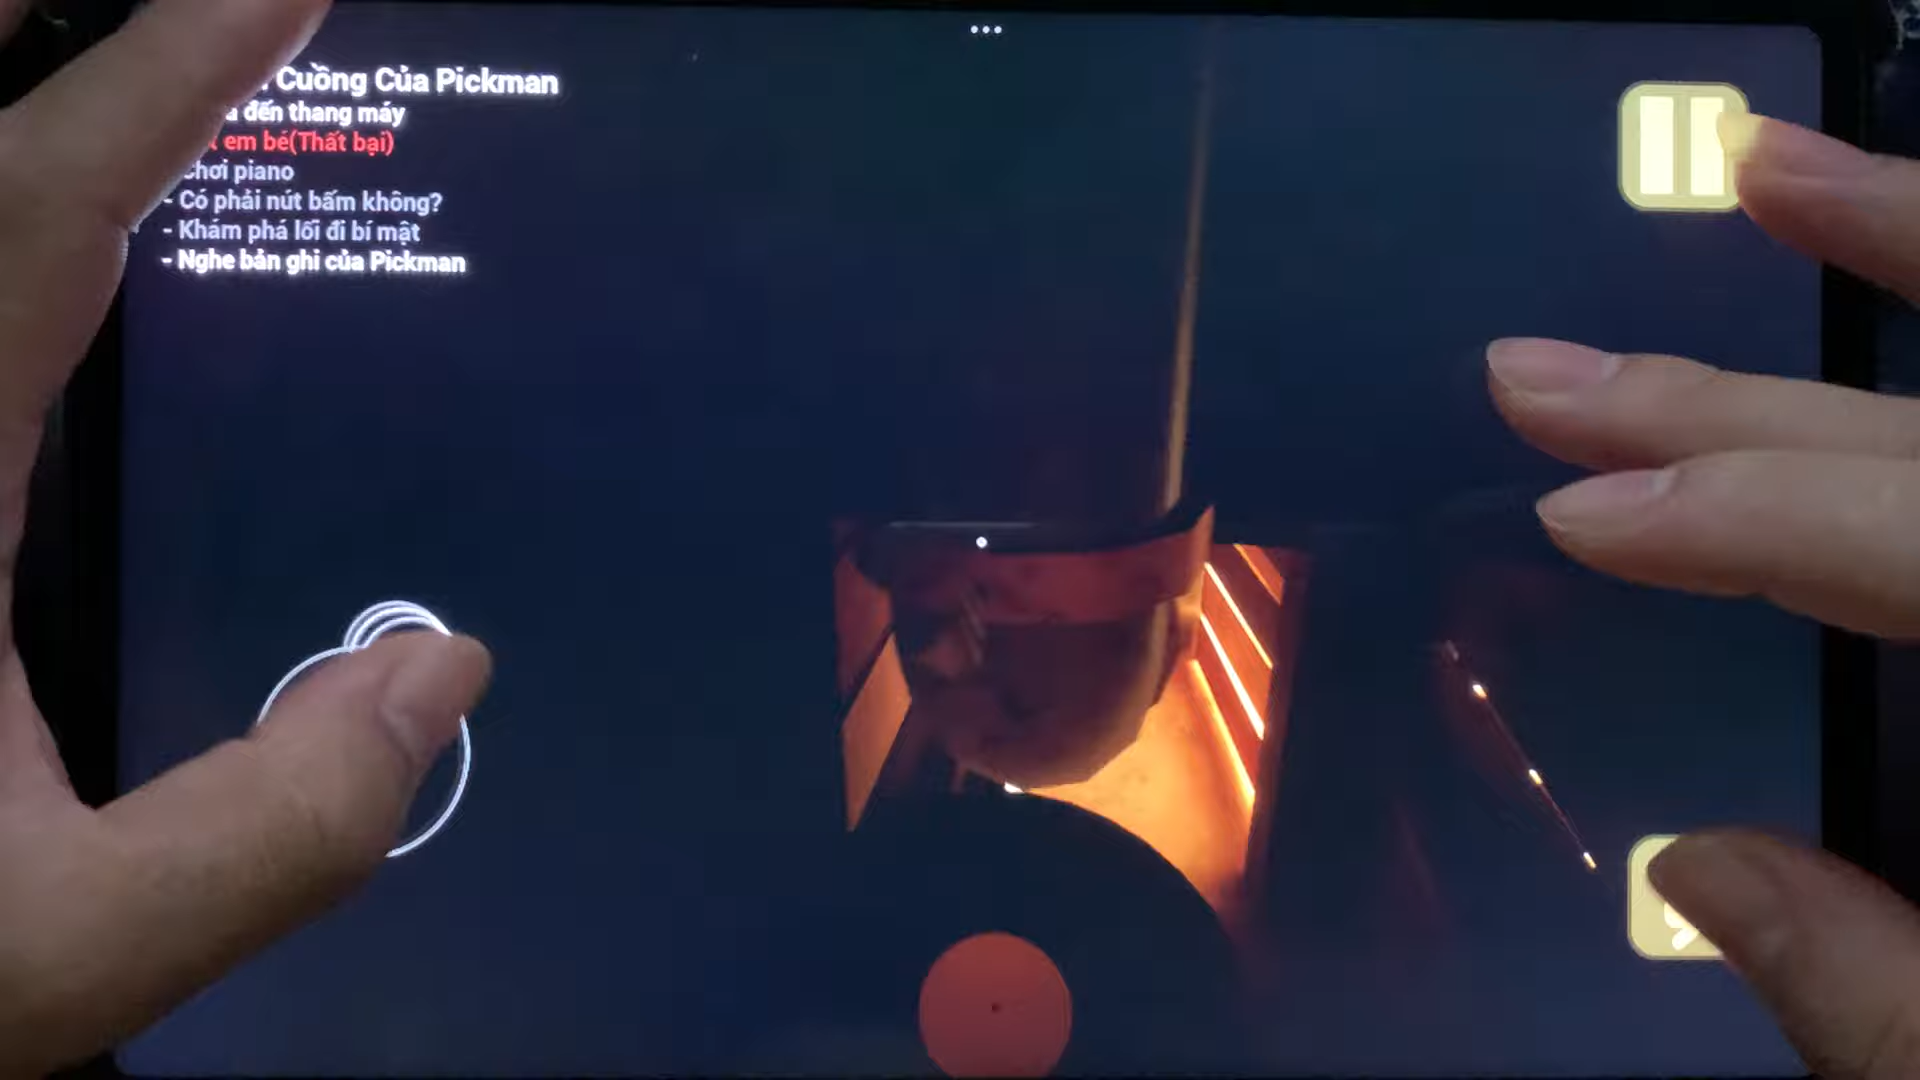 Cuồng Của Pickman
đến thang máy
em bé(Thất bại)
chơi piano
- Có phải nút bấm không?
- Khám phá lối đi bí mật
- Nghe bản ghi của Pickman